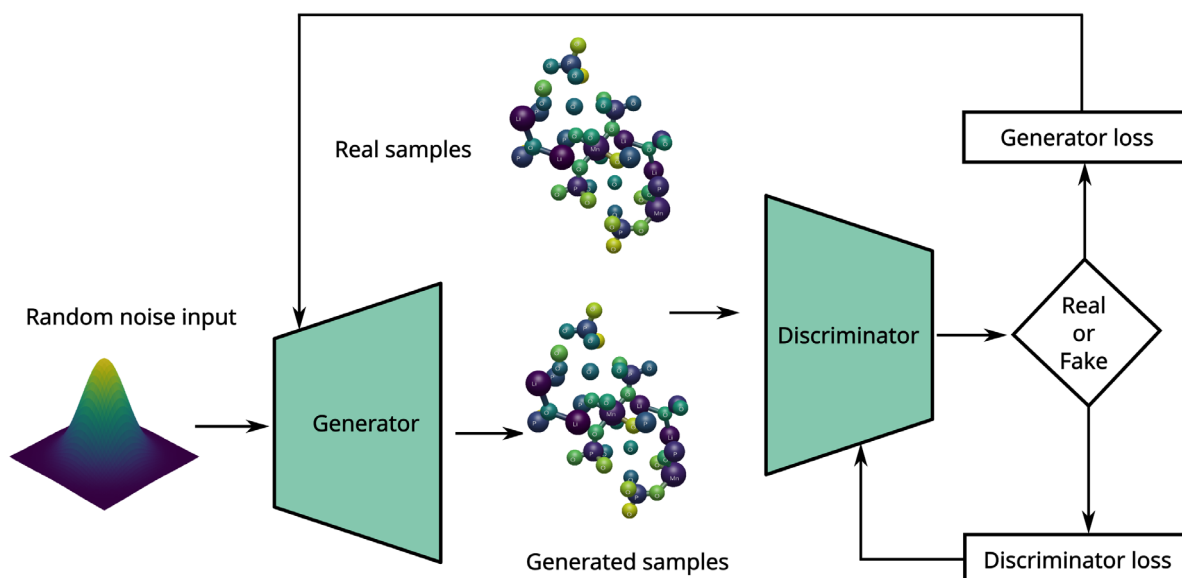 Real samples
Generator loss
Random noise input
Real
or
Fake
Discriminator
Generator
Generated samples
Discriminator loss